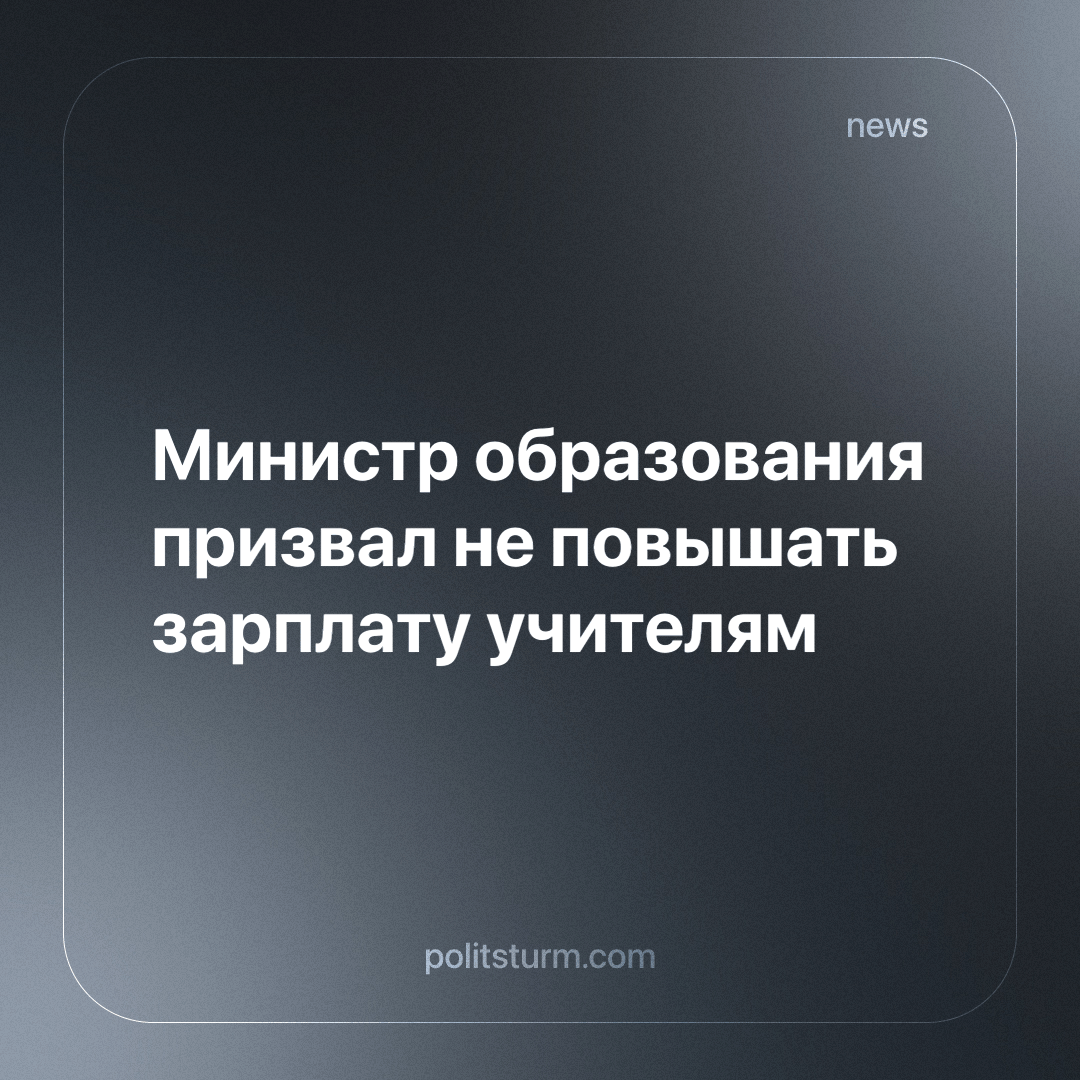 news
Министр образования
призвал не повышать
зарплату учителям
politsturm.com